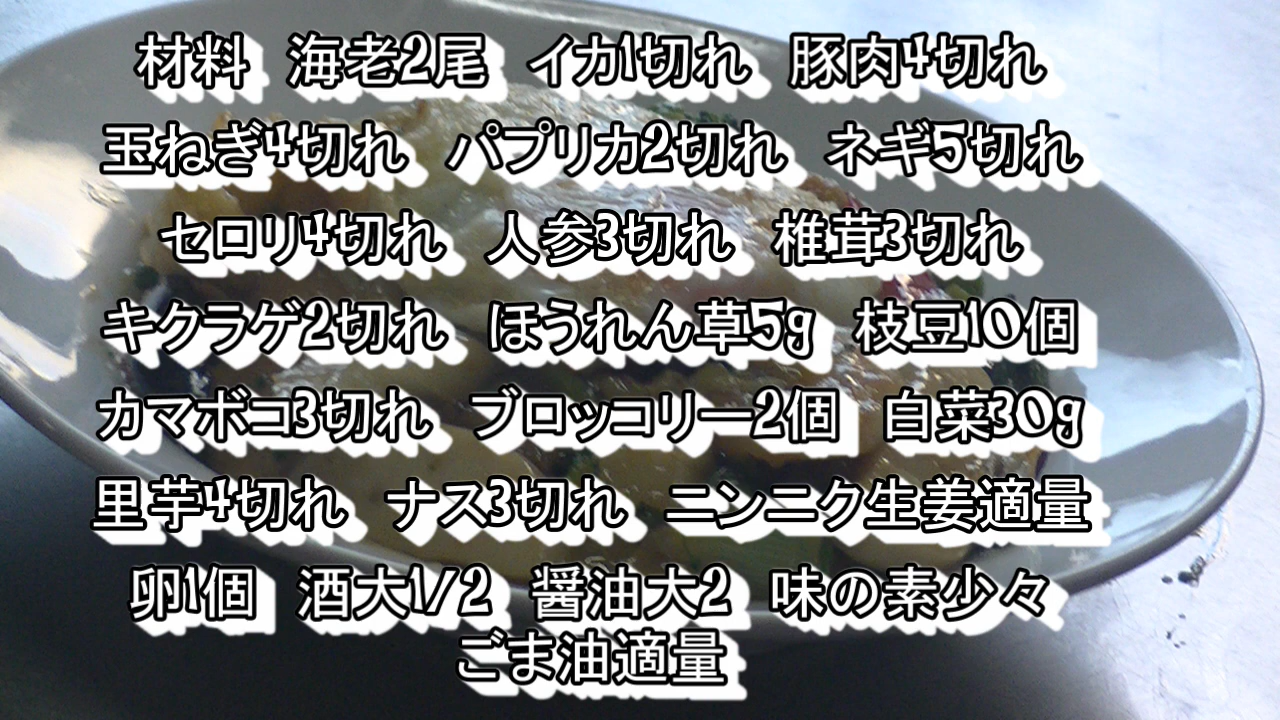 材料　海老2尾　イカ1切れ　豚肉4切れ
玉ねぎ4切れ　パプリカ2切れ　ネギ5切れ
セロリ4切れ　人参3切れ　椎茸3切れ
キクラゲ2切れ　ほうれん草5g　枝豆10個
カマボコ3切れ　ブロッコリー2個　白菜30g
里芋4切れ　ナス3切れ　ニンニク生姜適量
卵1個　酒大1/2　醤油大2　味の素少々
ごま油適量